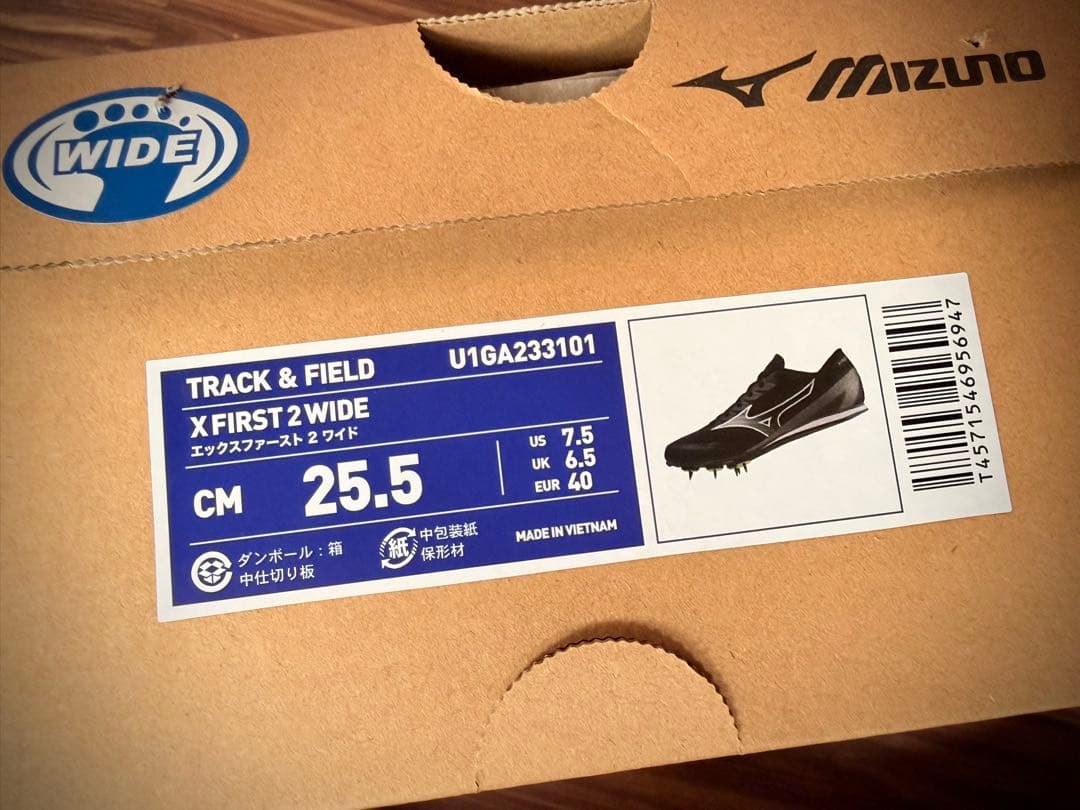 WIDE
MIZUNO
TRACK & FIELD
U1GA233101
X FIRST 2 WIDE
エックスファースト 2 ワイド
CM 25.5
US 7.5
UK 6.5
EUR 40
ダンボール：箱
中仕切り板
紙
中包装紙
保形材
MADE IN VIETNAM
T4571546956947